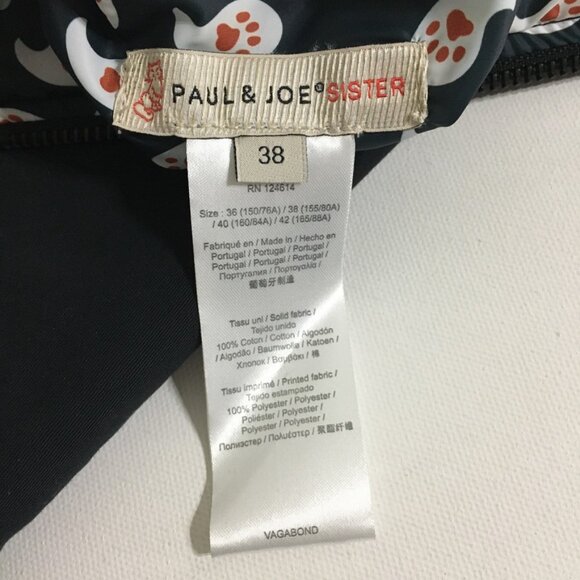 PAUL & JOE® SISTER
38
RN 124614
Size : 36 (150/76A) / 38 (155/80A)
/ 40 (160/84A) / 42 (165/88A)
Fabriqué en / Made in / Hecho en
Portugal / Portugal / Portugal /
Portugal / Portugal / Portugal /
Португалия / Πορτογαλία /
葡萄牙制造
Tissu uni / Solid fabric /
Tejido unido
100% Coton / Cotton / Algodón
/ Algodão / Baumwolle / Katoen /
Хлопок / Βαμβάκι / 棉
Tissu imprimé / Printed fabric /
Tejido estampado
100% Polyester / Polyester /
Poliéster / Poliéster /
Polyester / Polyester /
Полиэстер / Πολυέστερ / 聚酯纤维
VAGABOND